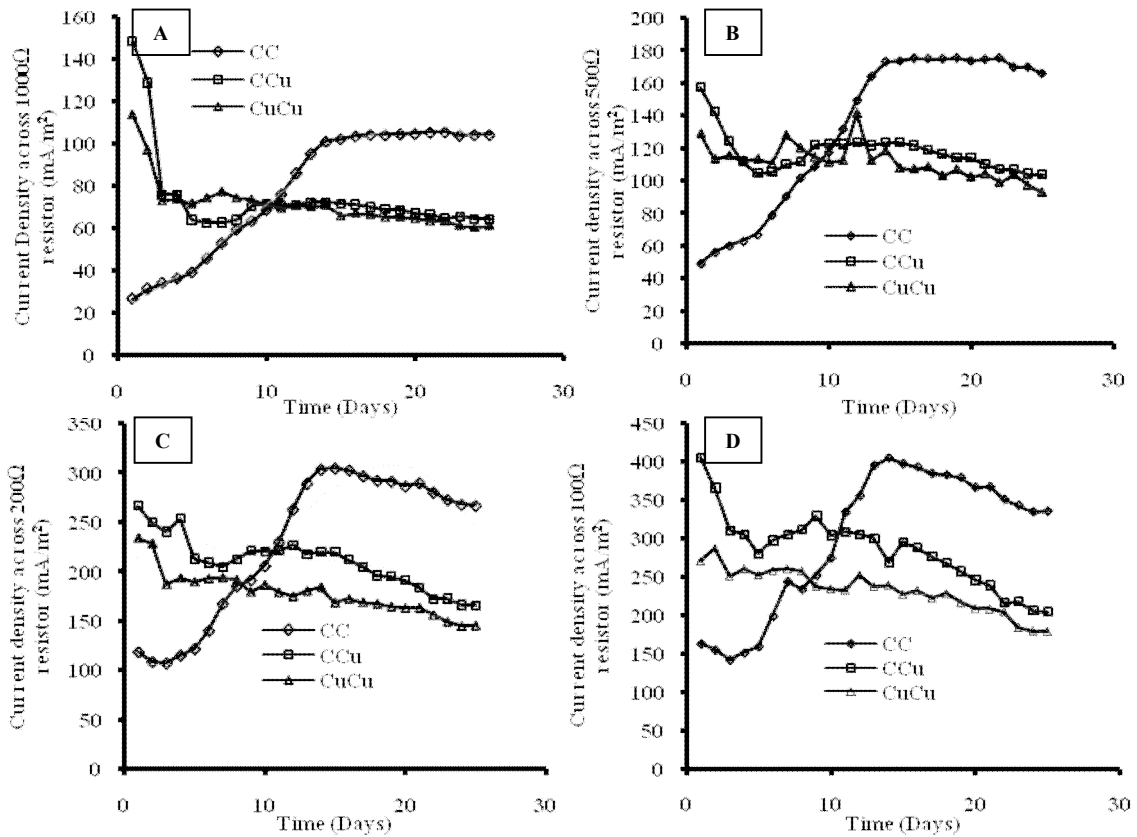 A
Current Density across 1000Ω
resistor (mA/m²)
160
140
120
100
80
60
40
20
0
CC
CCu
CuCu
0 10 20 30
Time (Days)
B
Current density across 500Ω
resistor (mA/m²)
200
180
160
140
120
100
80
60
40
20
0
CC
CCu
CuCu
0 10 20 30
Time (Days)
C
Current density across 200Ω
resistor (mA/m²)
350
300
250
200
150
100
50
0
CC
CCu
CuCu
0 10 20 30
Time (Days)
D
Current density across 100Ω
resistor (mA/m²)
450
400
350
300
250
200
150
100
50
0
CC
CCu
CuCu
0 10 20 30
Time (Days)